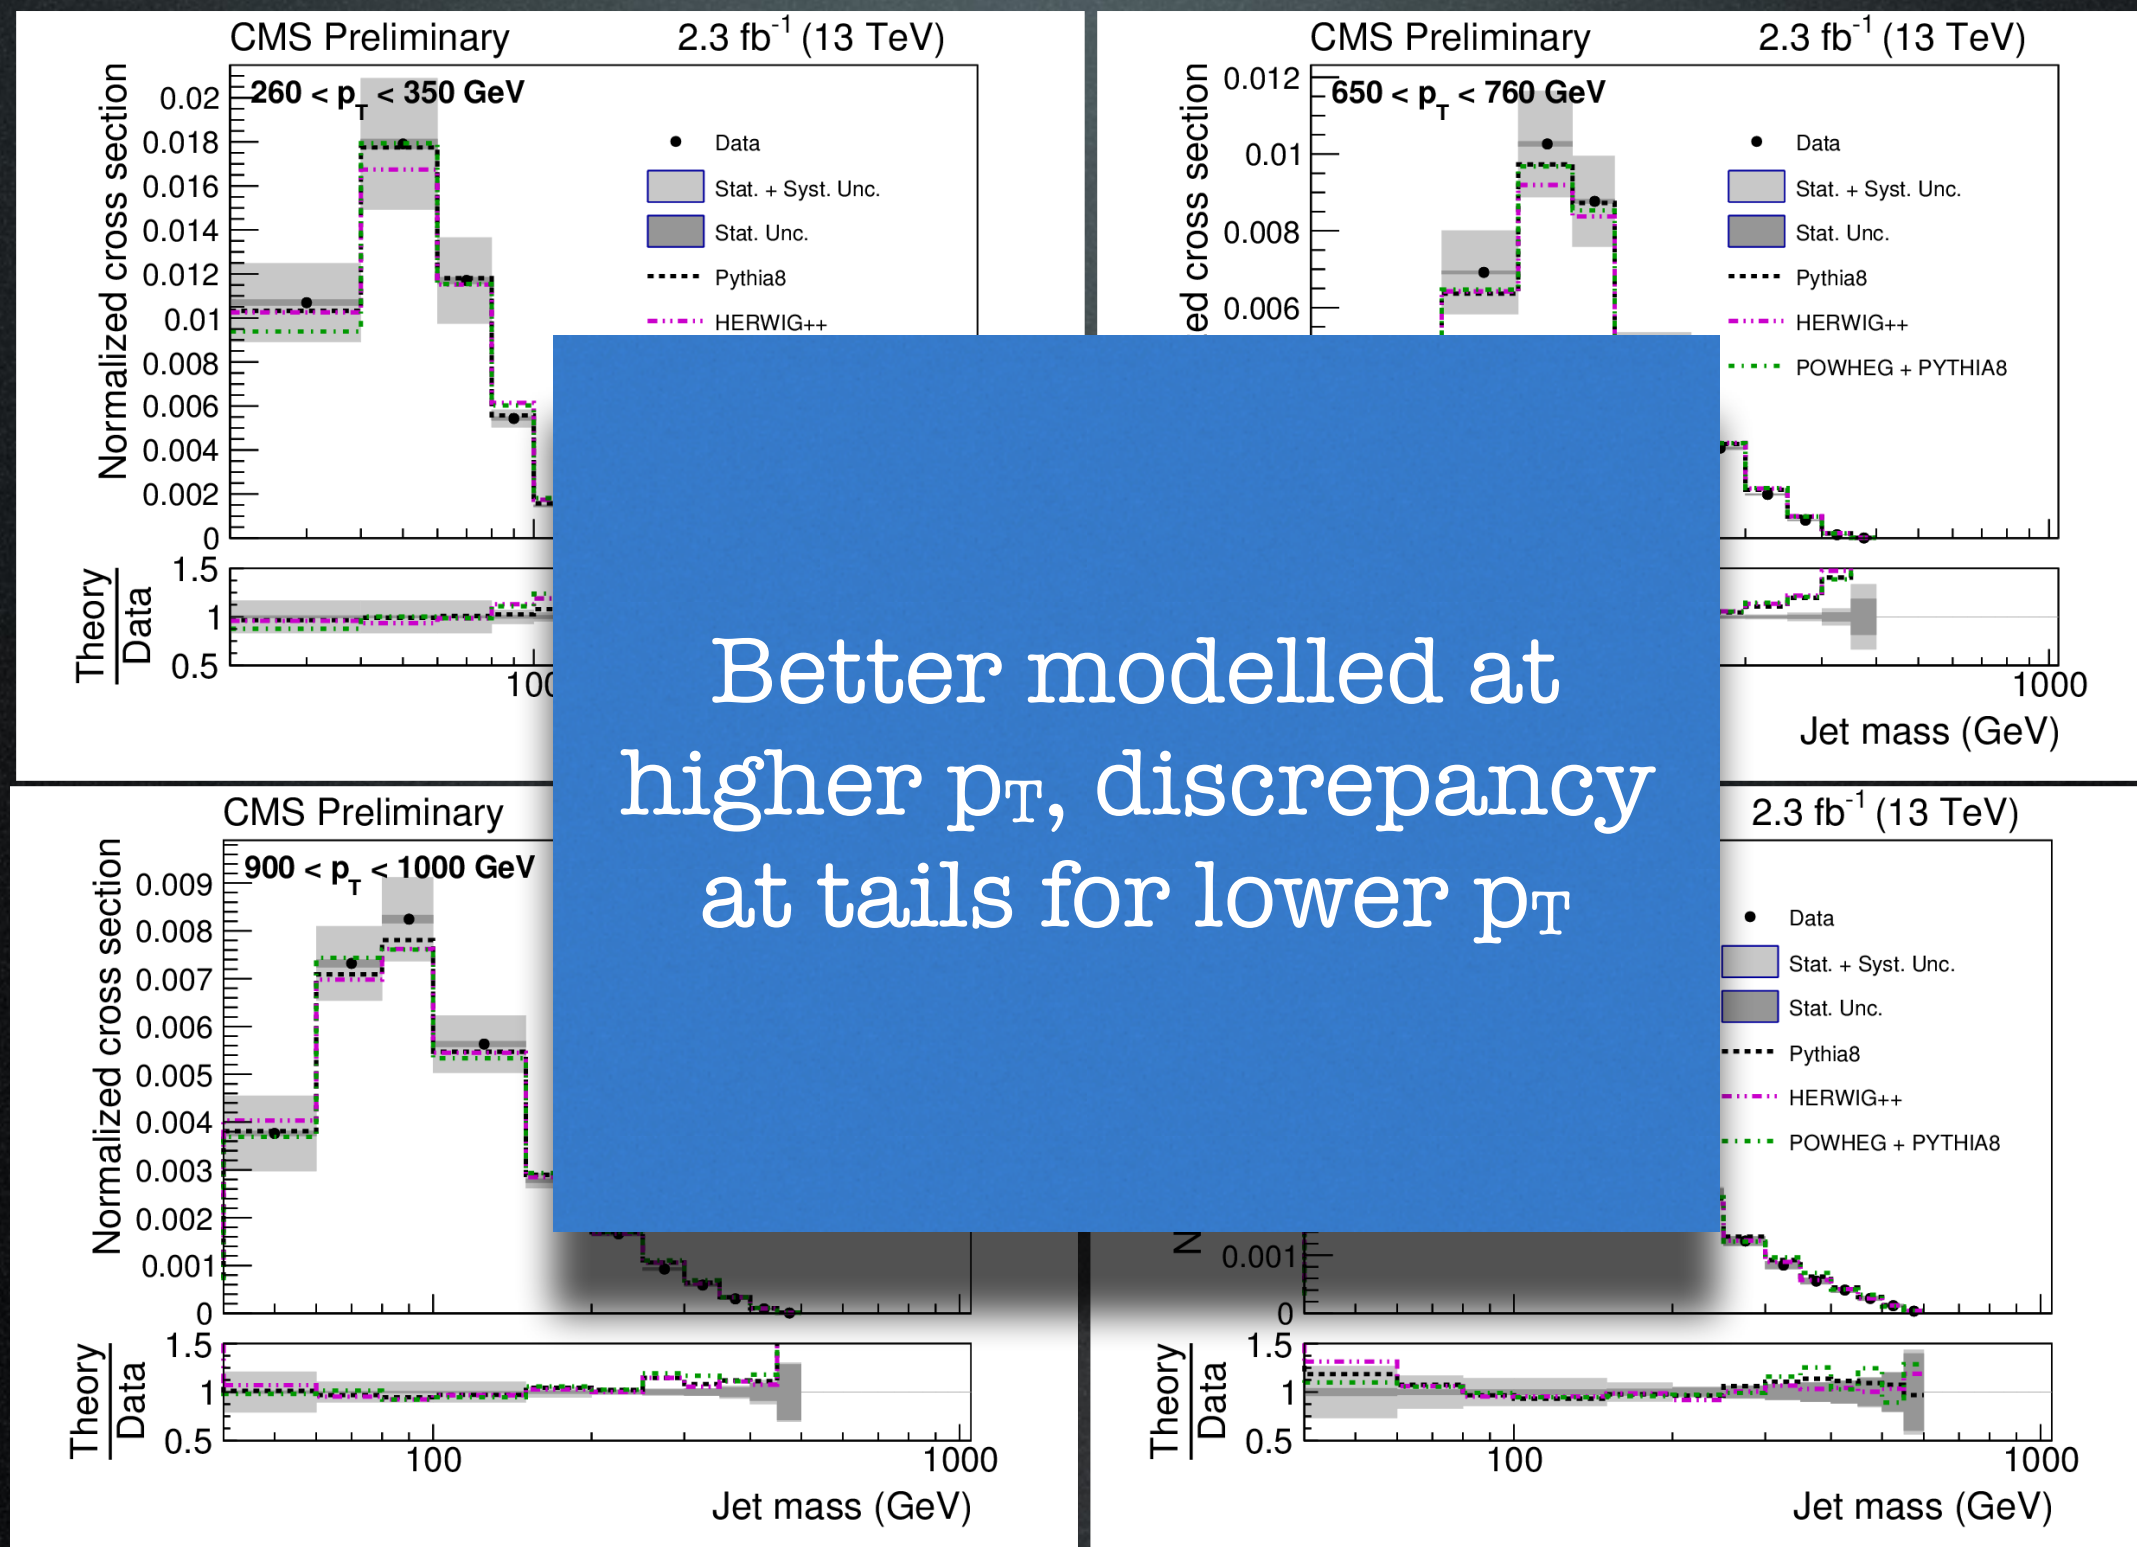 CMS Preliminary 2.3 fb-1 (13 TeV)
260 < pT < 350 GeV
Normalized cross section
0.02
0.018
0.016
0.014
0.012
0.01
0.008
0.006
0.004
0.002
0
Data
Stat. + Syst. Unc.
Stat. Unc.
Pythia8
HERWIG++
Theory
Data
1.5
1
0.5
CMS Preliminary 2.3 fb-1 (13 TeV)
650 < pT < 760 GeV
cross section
0.012
0.01
0.008
0.006
Data
Stat. + Syst. Unc.
Stat. Unc.
Pythia8
HERWIG++
POWHEG + PYTHIA8
1000
Jet mass (GeV)
Better modelled at
higher pT, discrepancy
at tails for lower pT
CMS Preliminary
900 < pT < 1000 GeV
Normalized cross section
0.009
0.008
0.007
0.006
0.005
0.004
0.003
0.002
0.001
0
Theory
Data
1.5
1
0.5
100 1000
Jet mass (GeV)
2.3 fb-1 (13 TeV)
Data
Stat. + Syst. Unc.
Stat. Unc.
Pythia8
HERWIG++
POWHEG + PYTHIA8
0.001
0
Theory
Data
1.5
1
0.5
100 1000
Jet mass (GeV)